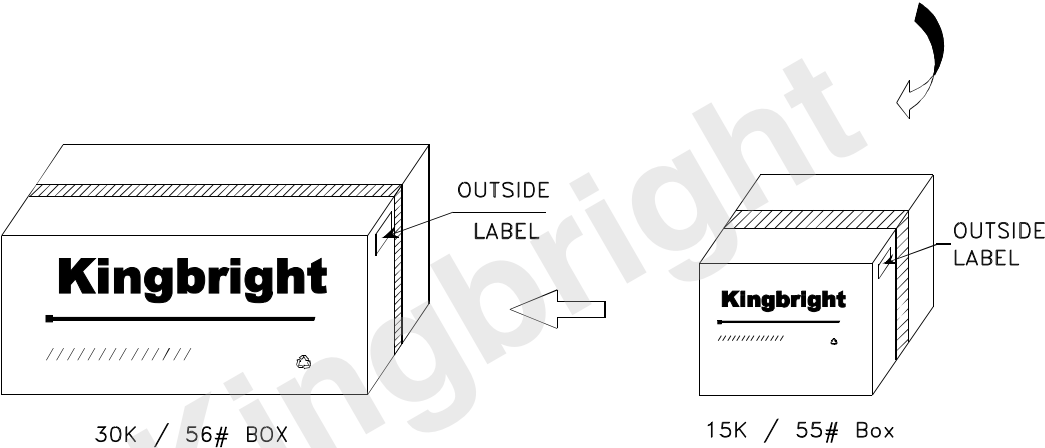 OUTSIDE
LABEL
Kingbright
30K / 56# BOX
OUTSIDE
LABEL
Kingbright
15K / 55# Box
Kingbright